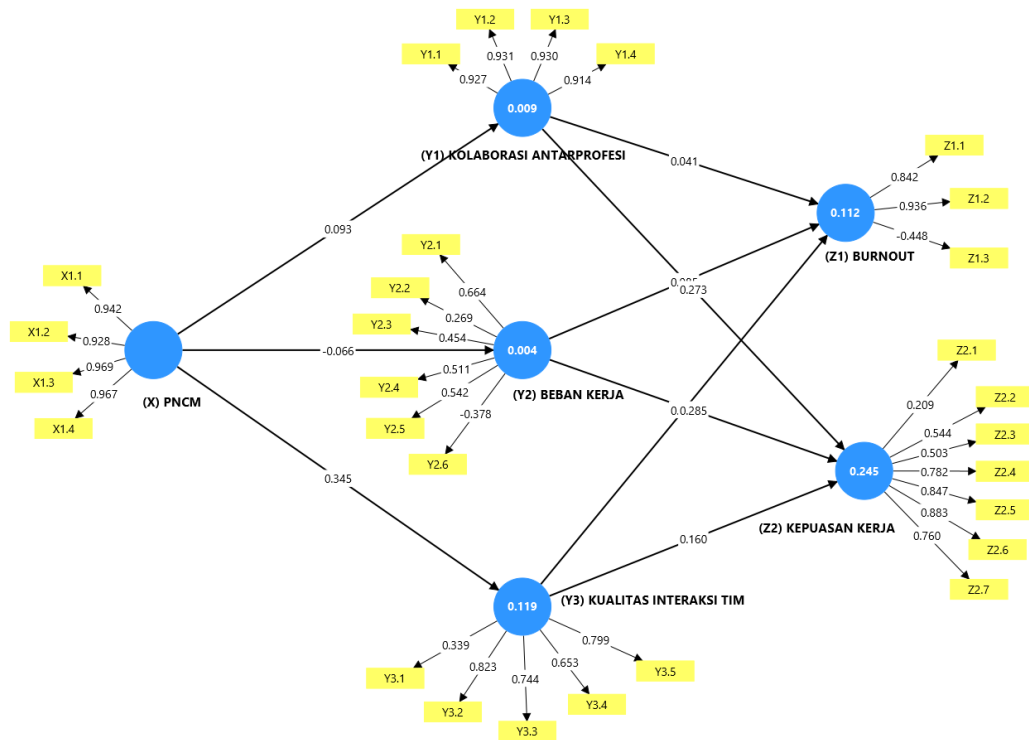 Y1.2
Y1.3
Y1.1
Y1.4
0.931
0.930
0.927
0.914
0.009
(Y1) KOLABORASI ANTARPROFESI
0.041
0.093
Z1.1
0.842
Z1.2
0.936
0.112
-0.448
Z1.3
(Z1) BURNOUT
Y2.1
0.664
Y2.2
0.269
Y2.3
0.454
0.004
0.511
Y2.4
0.542
Y2.5
-0.378
Y2.6
(Y2) BEBAN KERJA
0.273
X1.1
0.942
X1.2
0.928
0.969
X1.3
0.967
X1.4
(X) PNCM
-0.066
0.285
0.345
Z2.1
0.209
Z2.2
0.544
Z2.3
0.503
0.245
0.782
Z2.4
0.847
Z2.5
0.883
Z2.6
0.760
Z2.7
(Z2) KEPUASAN KERJA
0.160
0.119
(Y3) KUALITAS INTERAKSI TIM
0.339
Y3.1
0.823
Y3.2
0.744
Y3.3
0.653
Y3.4
0.799
Y3.5